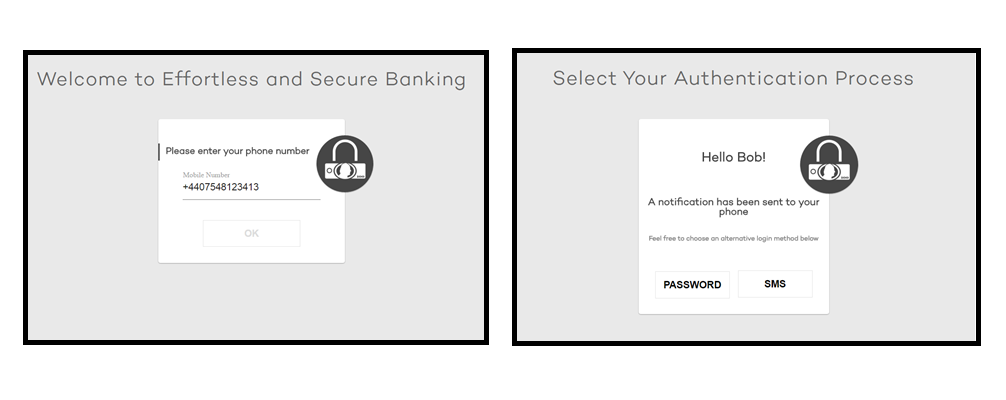 Welcome to Effortless and Secure Banking
Please enter your phone number
Mobile Number
+4407548123413
OK
Select Your Authentication Process
Hello Bob!
A notification has been sent to your
phone
Feel free to choose an alternative login method below
PASSWORD
SMS